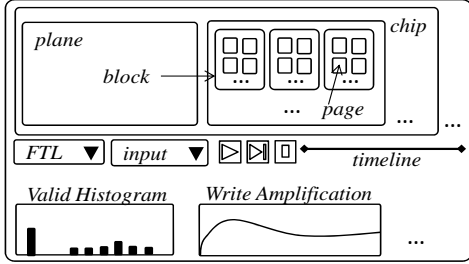 chip
plane
block
... ... ...
... page
... ...
FTL input timeline
Valid Histogram Write Amplification
...